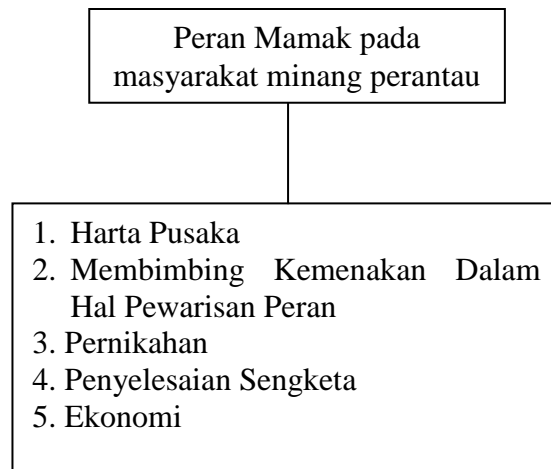 Peran Mamak pada
masyarakat minang perantau
1. Harta Pusaka
2. Membimbing Kemenakan Dalam
Hal Pewarisan Peran
3. Pernikahan
4. Penyelesaian Sengketa
5. Ekonomi